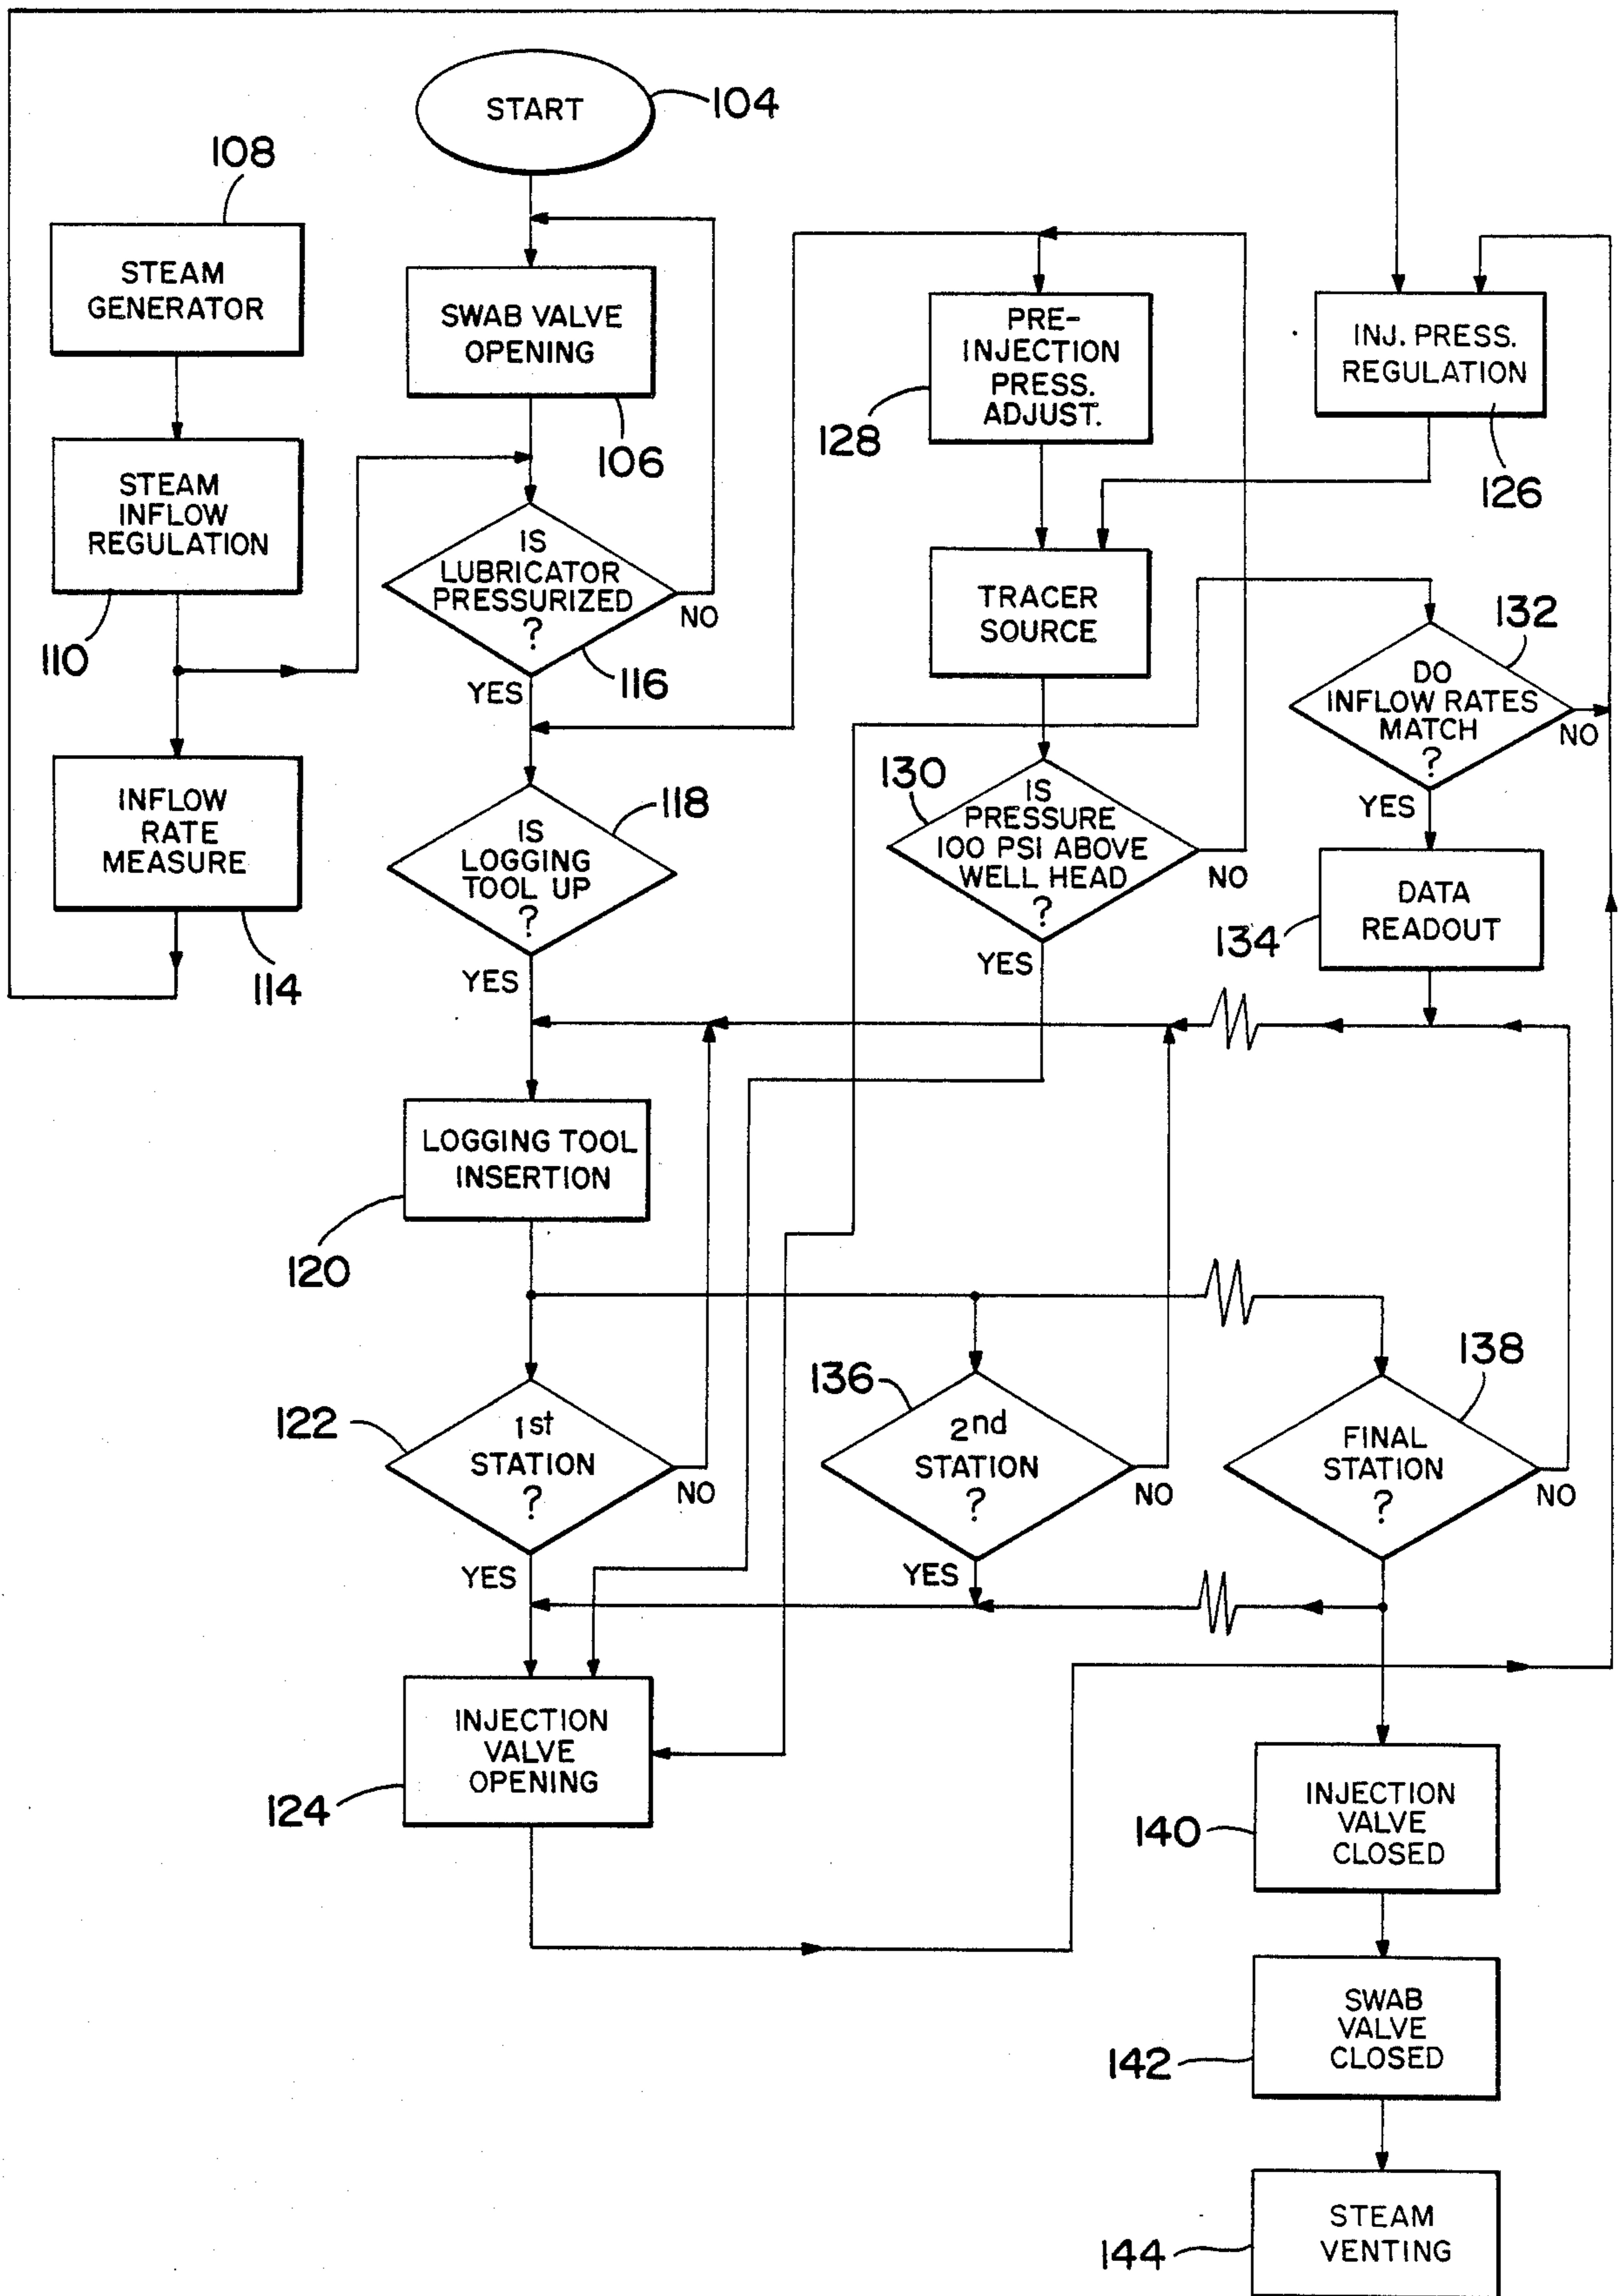 START
104
108
STEAM
GENERATOR
SWAB VALVE
OPENING
106
PRE-
INJECTION
PRESS.
ADJUST.
128
INJ. PRESS.
REGULATION
126
STEAM
INFLOW
REGULATION
110
IS
LUBRICATOR
PRESSURIZED
?
NO
116
YES
TRACER
SOURCE
132
DO
INFLOW RATES
MATCH
?
NO
YES
INFLOW
RATE
MEASURE
114
118
IS
LOGGING
TOOL UP
?
YES
130
IS
PRESSURE
100 PSI ABOVE
WELL HEAD
?
NO
YES
DATA
READOUT
134
LOGGING TOOL
INSERTION
120
122
1st
STATION
?
NO
YES
136
2nd
STATION
?
NO
YES
138
FINAL
STATION
?
NO
INJECTION
VALVE
OPENING
124
INJECTION
VALVE
CLOSED
140
SWAB
VALVE
CLOSED
142
STEAM
VENTING
144